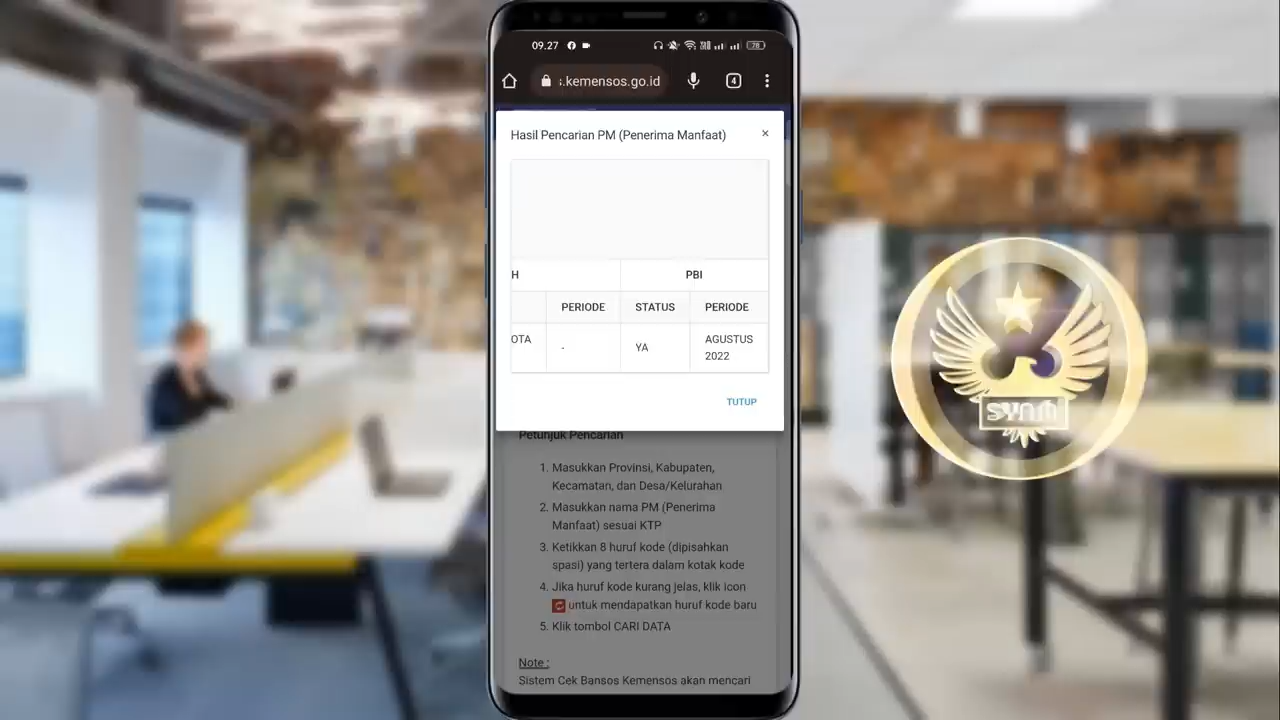 09.27
78
:.kemensos.go.id
4
Hasil Pencarian PM (Penerima Manfaat)
×
H PBI
PERIODE STATUS PERIODE
OTA - YA AGUSTUS
2022
TUTUP
Petunjuk Pencarian
1. Masukkan Provinsi, Kabupaten,
Kecamatan, dan Desa/Kelurahan
2. Masukkan nama PM (Penerima
Manfaat) sesuai KTP
3. Ketikkan 8 huruf kode (dipisahkan
spasi) yang tertera dalam kotak kode
4. Jika huruf kode kurang jelas, klik icon
untuk mendapatkan huruf kode baru
5. Klik tombol CARI DATA
Note :
Sistem Cek Bansos Kemensos akan mencari
SYAM